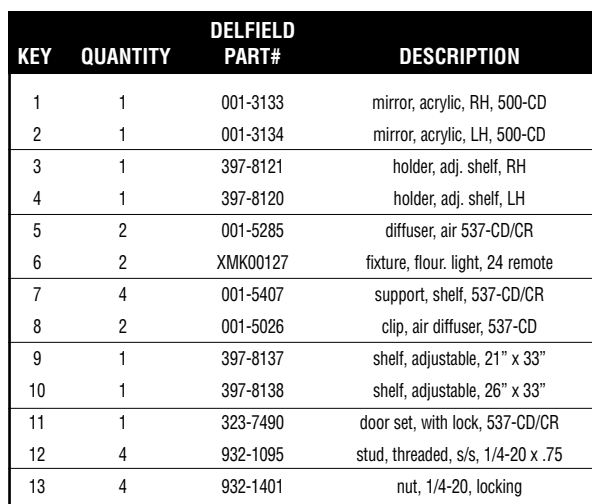 KEY QUANTITY DELFIELD PART# DESCRIPTION
1 1 001-3133 mirror, acrylic, RH, 500-CD
2 1 001-3134 mirror, acrylic, LH, 500-CD
3 1 397-8121 holder, adj. shelf, RH
4 1 397-8120 holder, adj. shelf, LH
5 2 001-5285 diffuser, air 537-CD/CR
6 2 XMK00127 fixture, flour. light, 24 remote
7 4 001-5407 support, shelf, 537-CD/CR
8 2 001-5026 clip, air diffuser, 537-CD
9 1 397-8137 shelf, adjustable, 21” x 33”
10 1 397-8138 shelf, adjustable, 26” x 33”
11 1 323-7490 door set, with lock, 537-CD/CR
12 4 932-1095 stud, threaded, s/s, 1/4-20 x .75
13 4 932-1401 nut, 1/4-20, locking